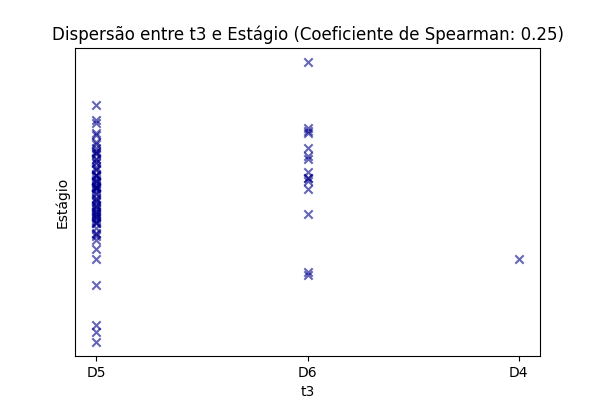 Dispersão entre t3 e Estágio (Coeficiente de Spearman: 0.25)
Estágio
D5 D6 D4
t3